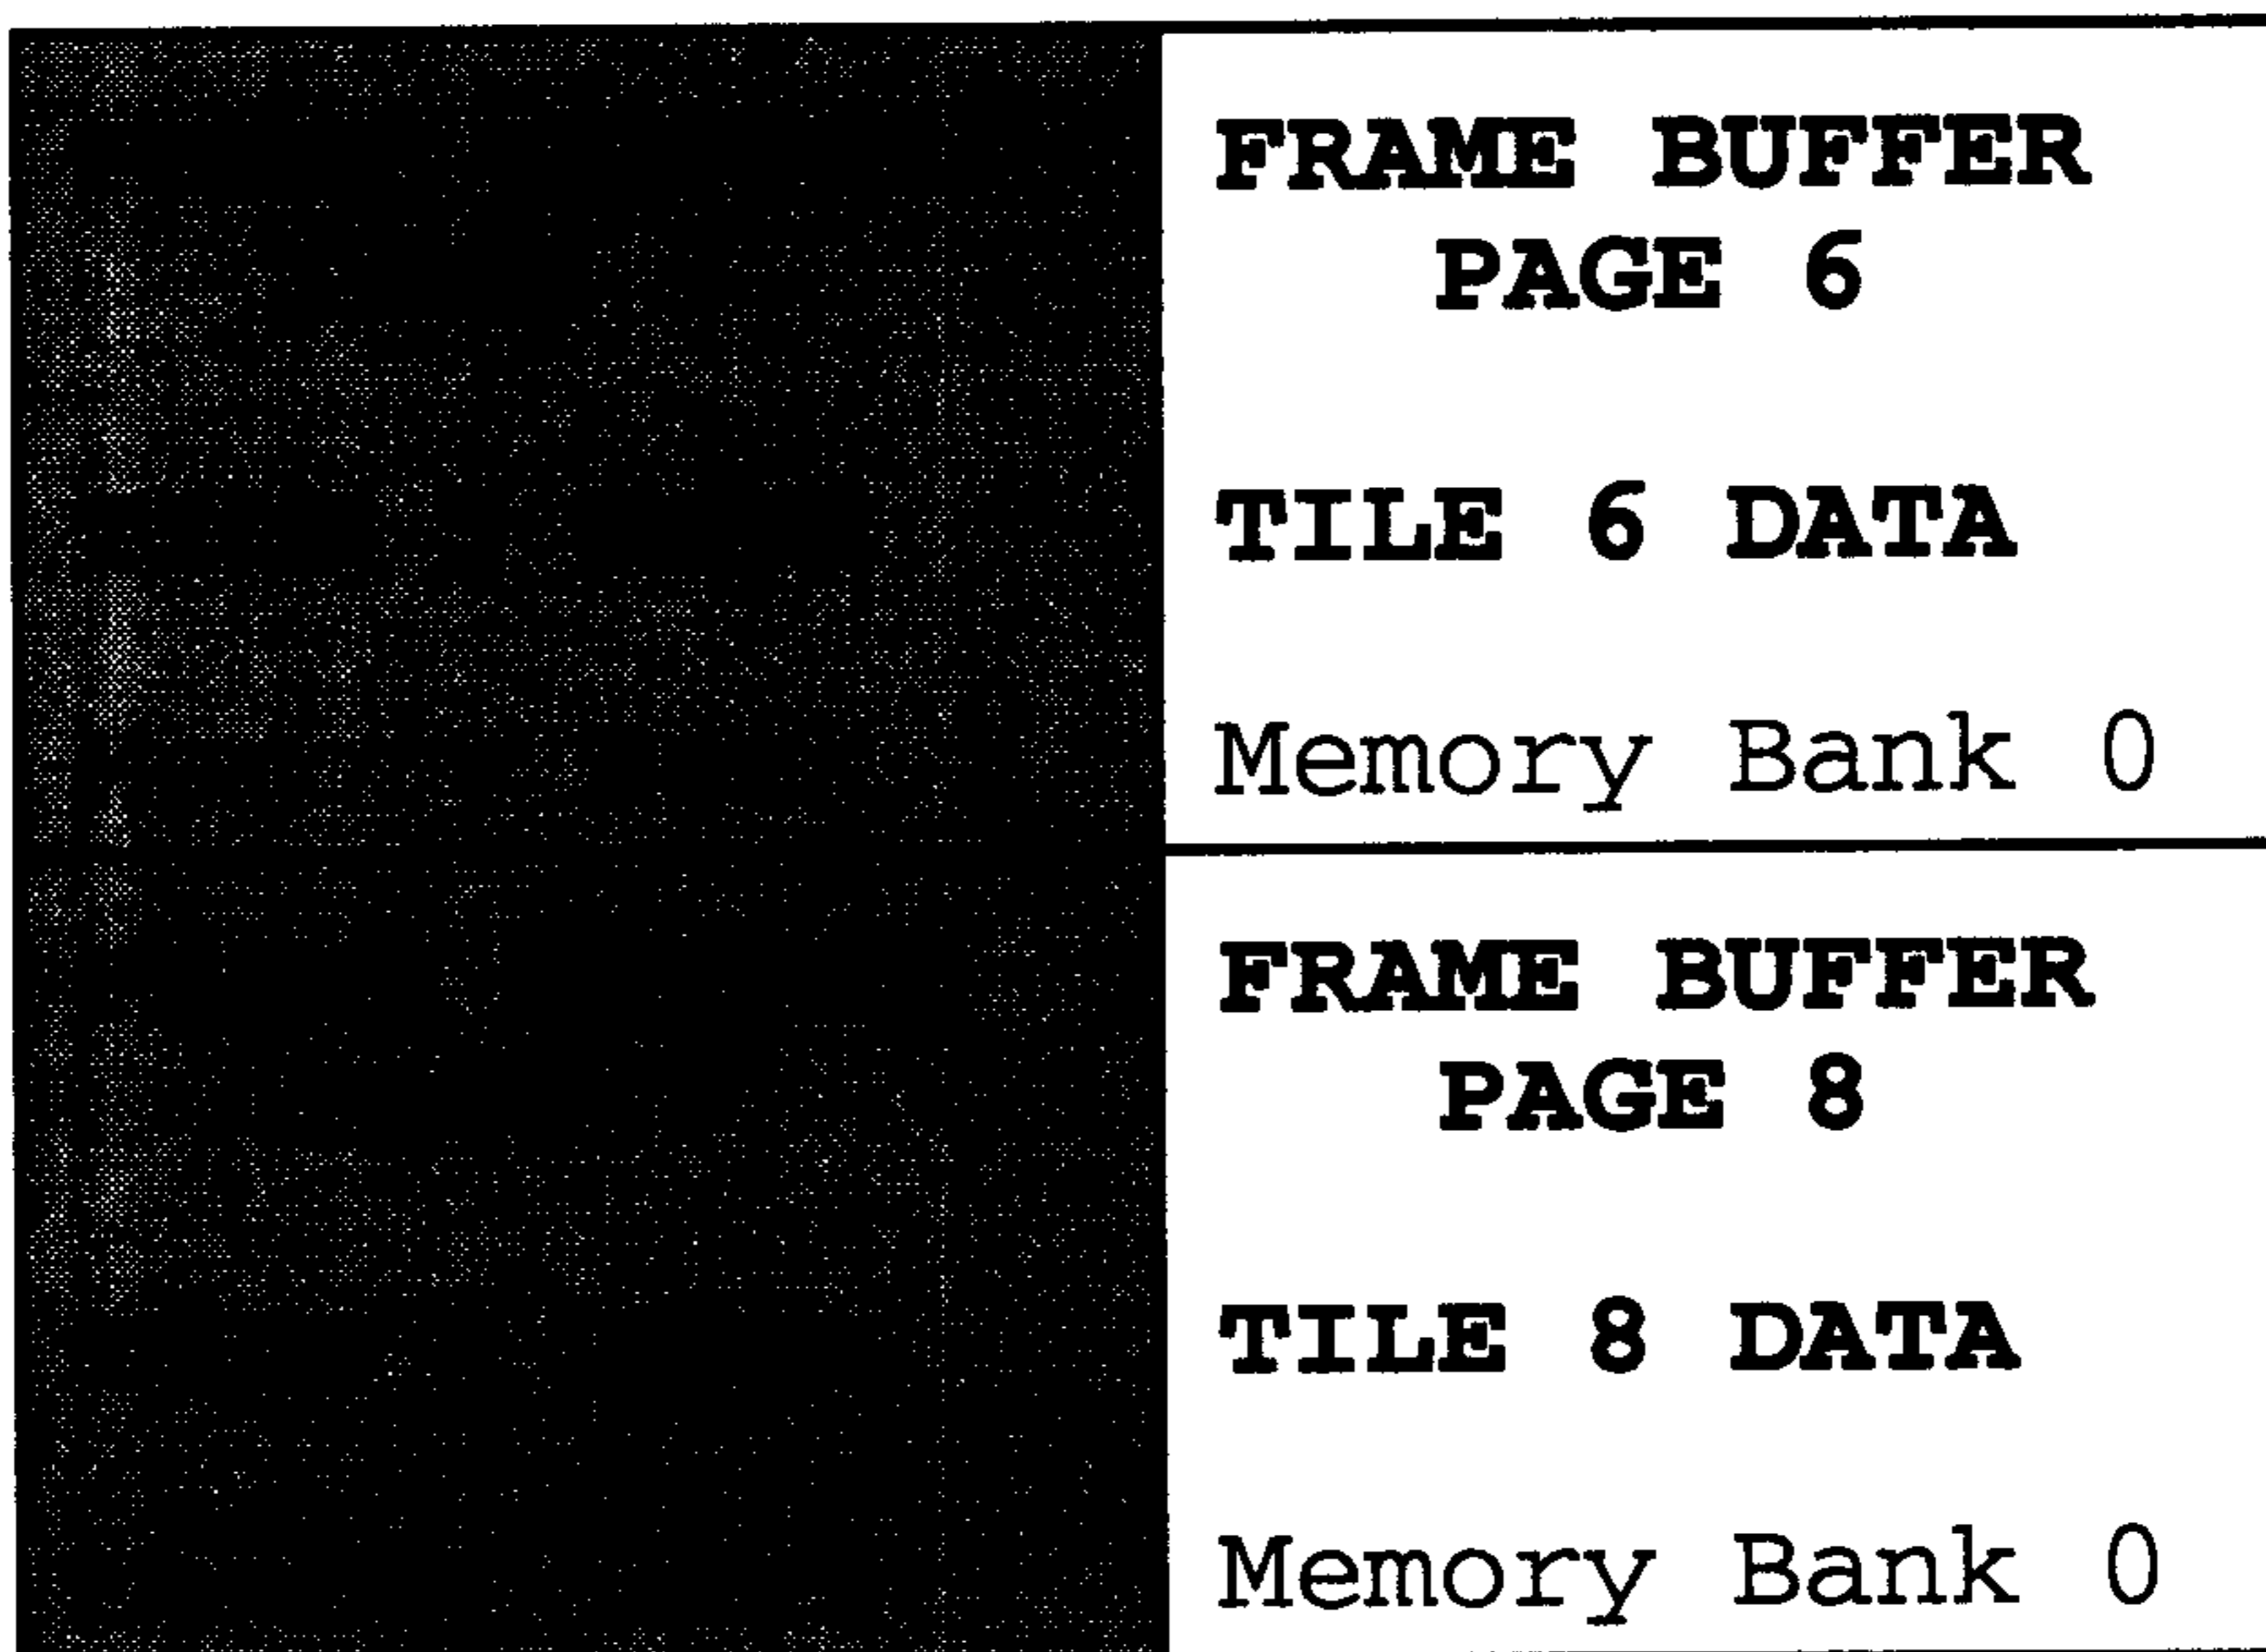 FRAME BUFFER
PAGE 6
TILE 6 DATA
Memory Bank 0
FRAME BUFFER
PAGE 8
TILE 8 DATA
Memory Bank 0